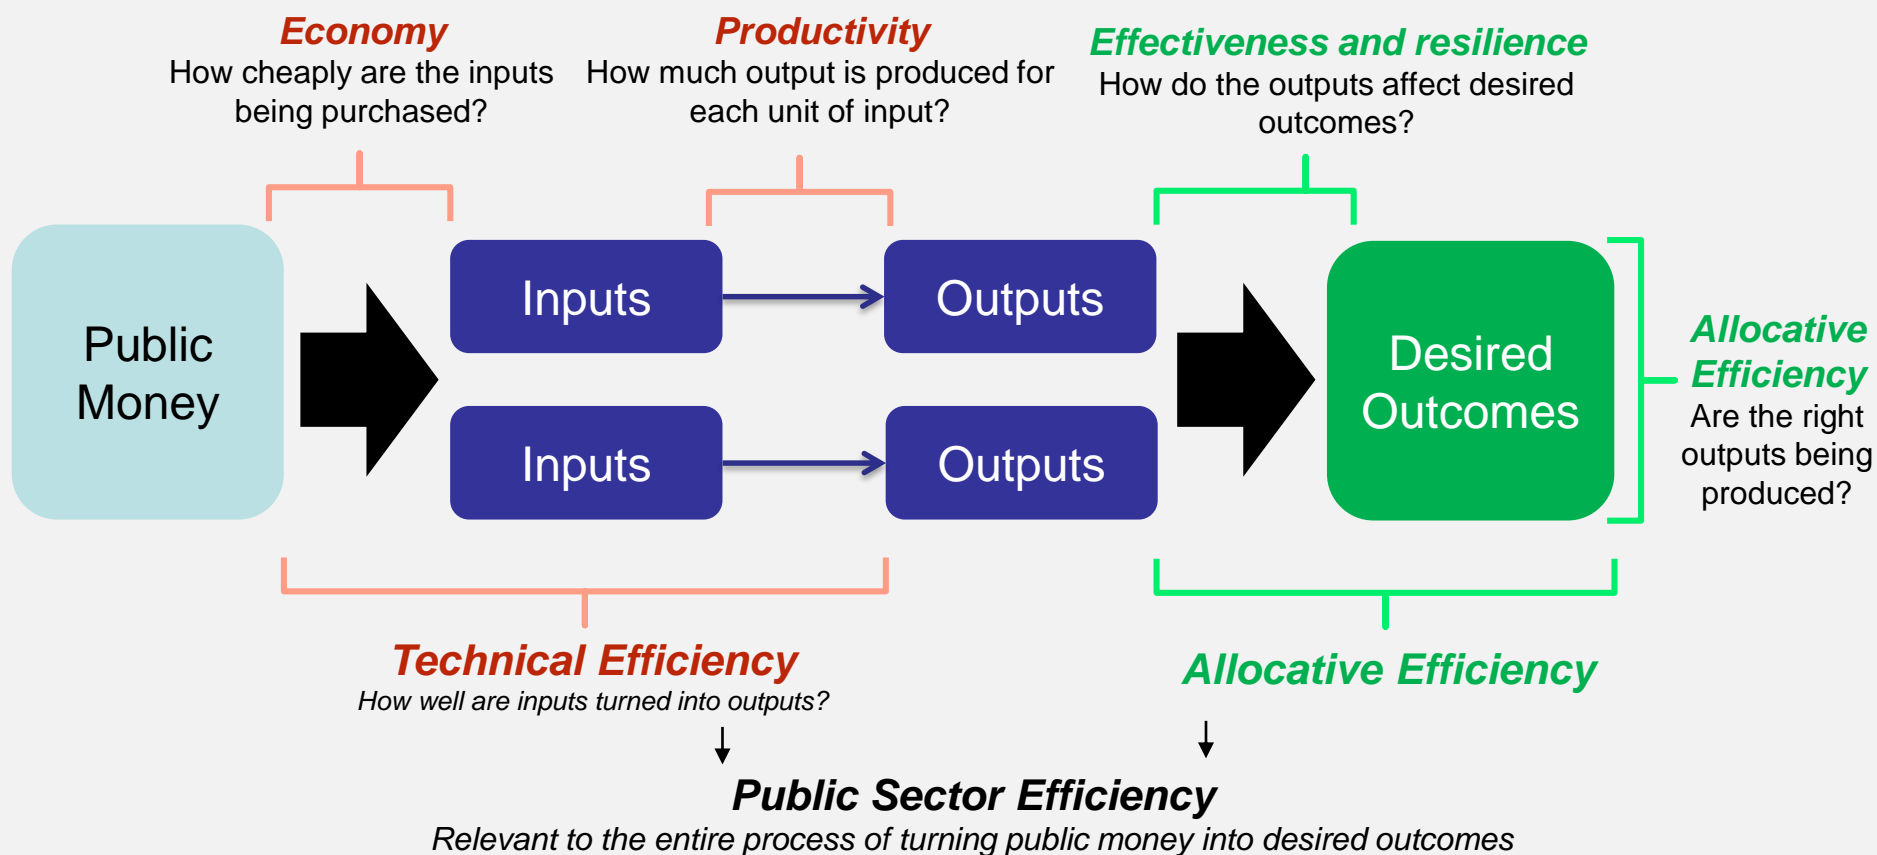 Economy
How cheaply are the inputs
being purchased?
Productivity
How much output is produced for
each unit of input?
Effectiveness and resilience
How do the outputs affect desired
outcomes?
Public
Money
Inputs
Outputs
Inputs
Outputs
Desired
Outcomes
Allocative
Efficiency
Are the right
outputs being
produced?
Technical Efficiency
How well are inputs turned into outputs?
Allocative Efficiency
Public Sector Efficiency
Relevant to the entire process of turning public money into desired outcomes